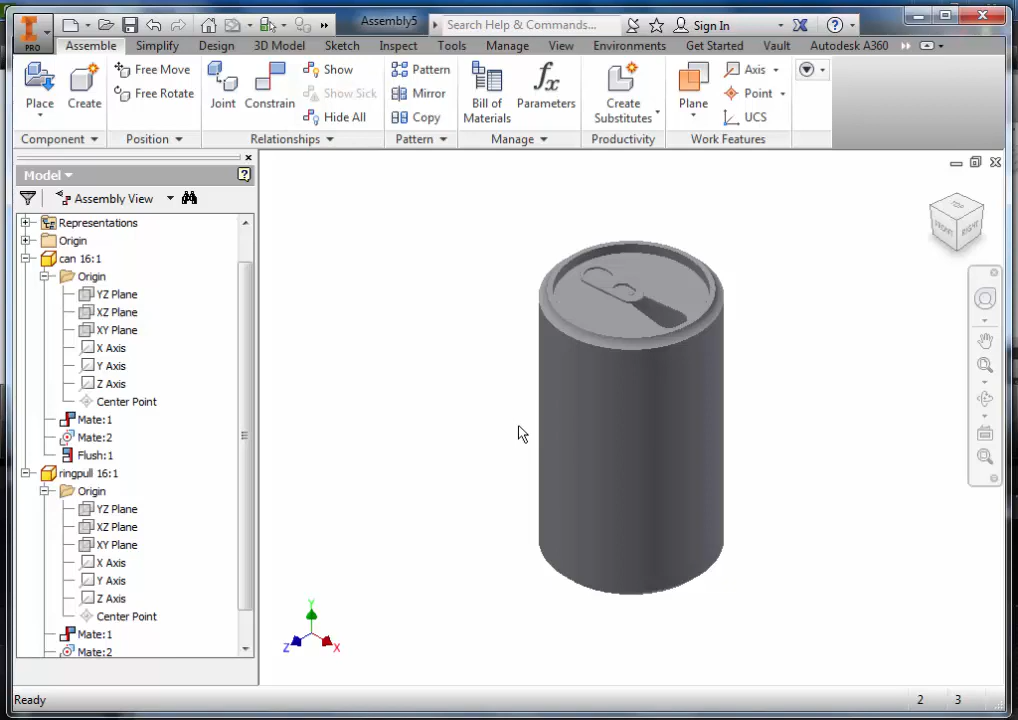 Assembly5
Search Help & Commands...
Sign In
PRO
Assemble Simplify Design 3D Model Sketch Inspect Tools Manage View Environments Get Started Vault Autodesk A360
Place
Create
Free Move
Free Rotate
Joint
Constrain
Show
Show Sick
Hide All
Pattern
Mirror
Copy
Bill of
Materials
fx
Parameters
Create
Substitutes
Plane
Axis
Point
UCS
Component Position Relationships Pattern Manage Productivity Work Features
Model
Assembly View
Representations
Origin
can 16:1
Origin
YZ Plane
XZ Plane
XY Plane
X Axis
Y Axis
Z Axis
Center Point
Mate:1
Mate:2
Flush:1
ringpull 16:1
Origin
YZ Plane
XZ Plane
XY Plane
X Axis
Y Axis
Z Axis
Center Point
Mate:1
Mate:2
TOP
FRONT
RIGHT
Y
Z
X
Ready
2 3